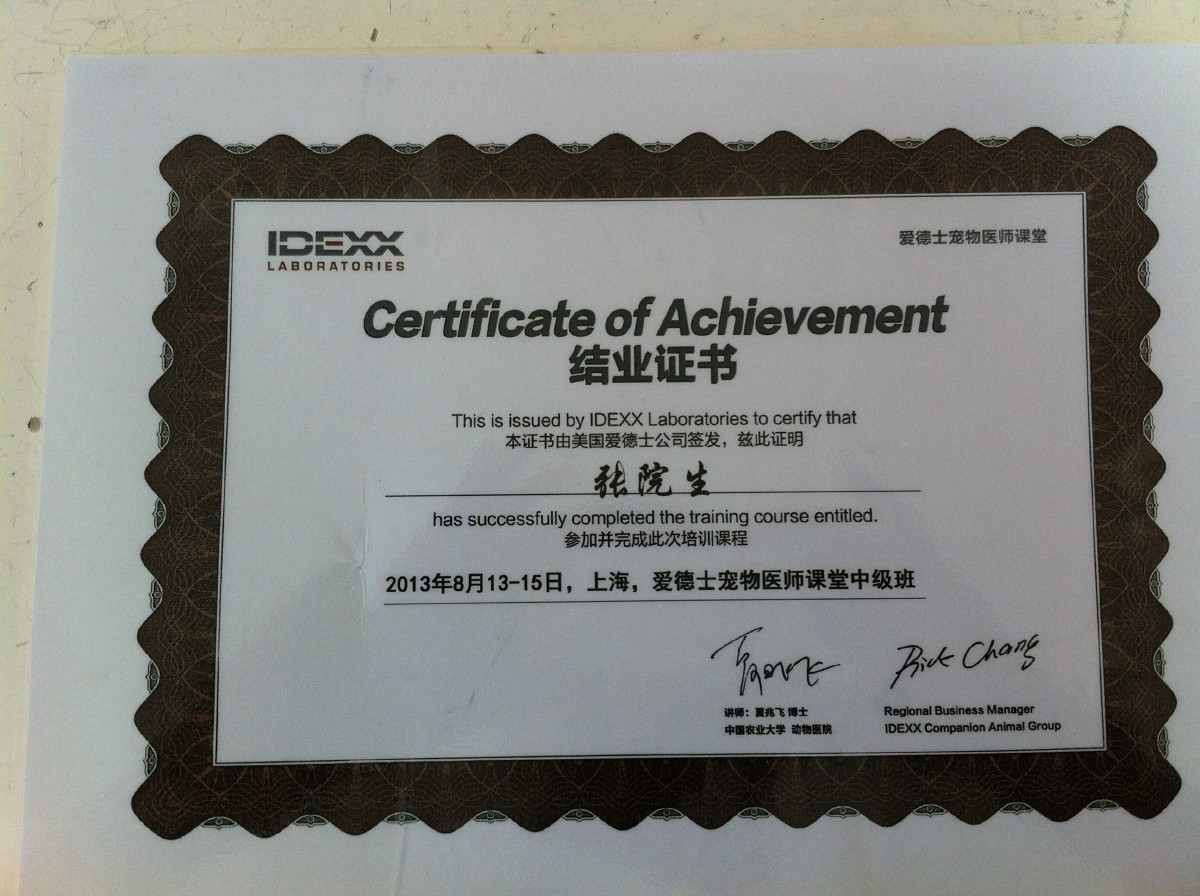 IDEXX
LABORATORIES
爱德士宠物医师课堂
Certificate of Achievement
结业证书
This is issued by IDEXX Laboratories to certify that
本证书由美国爱德士公司签发，兹此证明
张院生
has successfully completed the training course entitled.
参加并完成此次培训课程
2013年8月13-15日，上海，爱德士宠物医师课堂中级班
夏兆飞
Rick Chang
讲师：夏兆飞 博士
中国农业大学 动物医院
Regional Business Manager
IDEXX Companion Animal Group